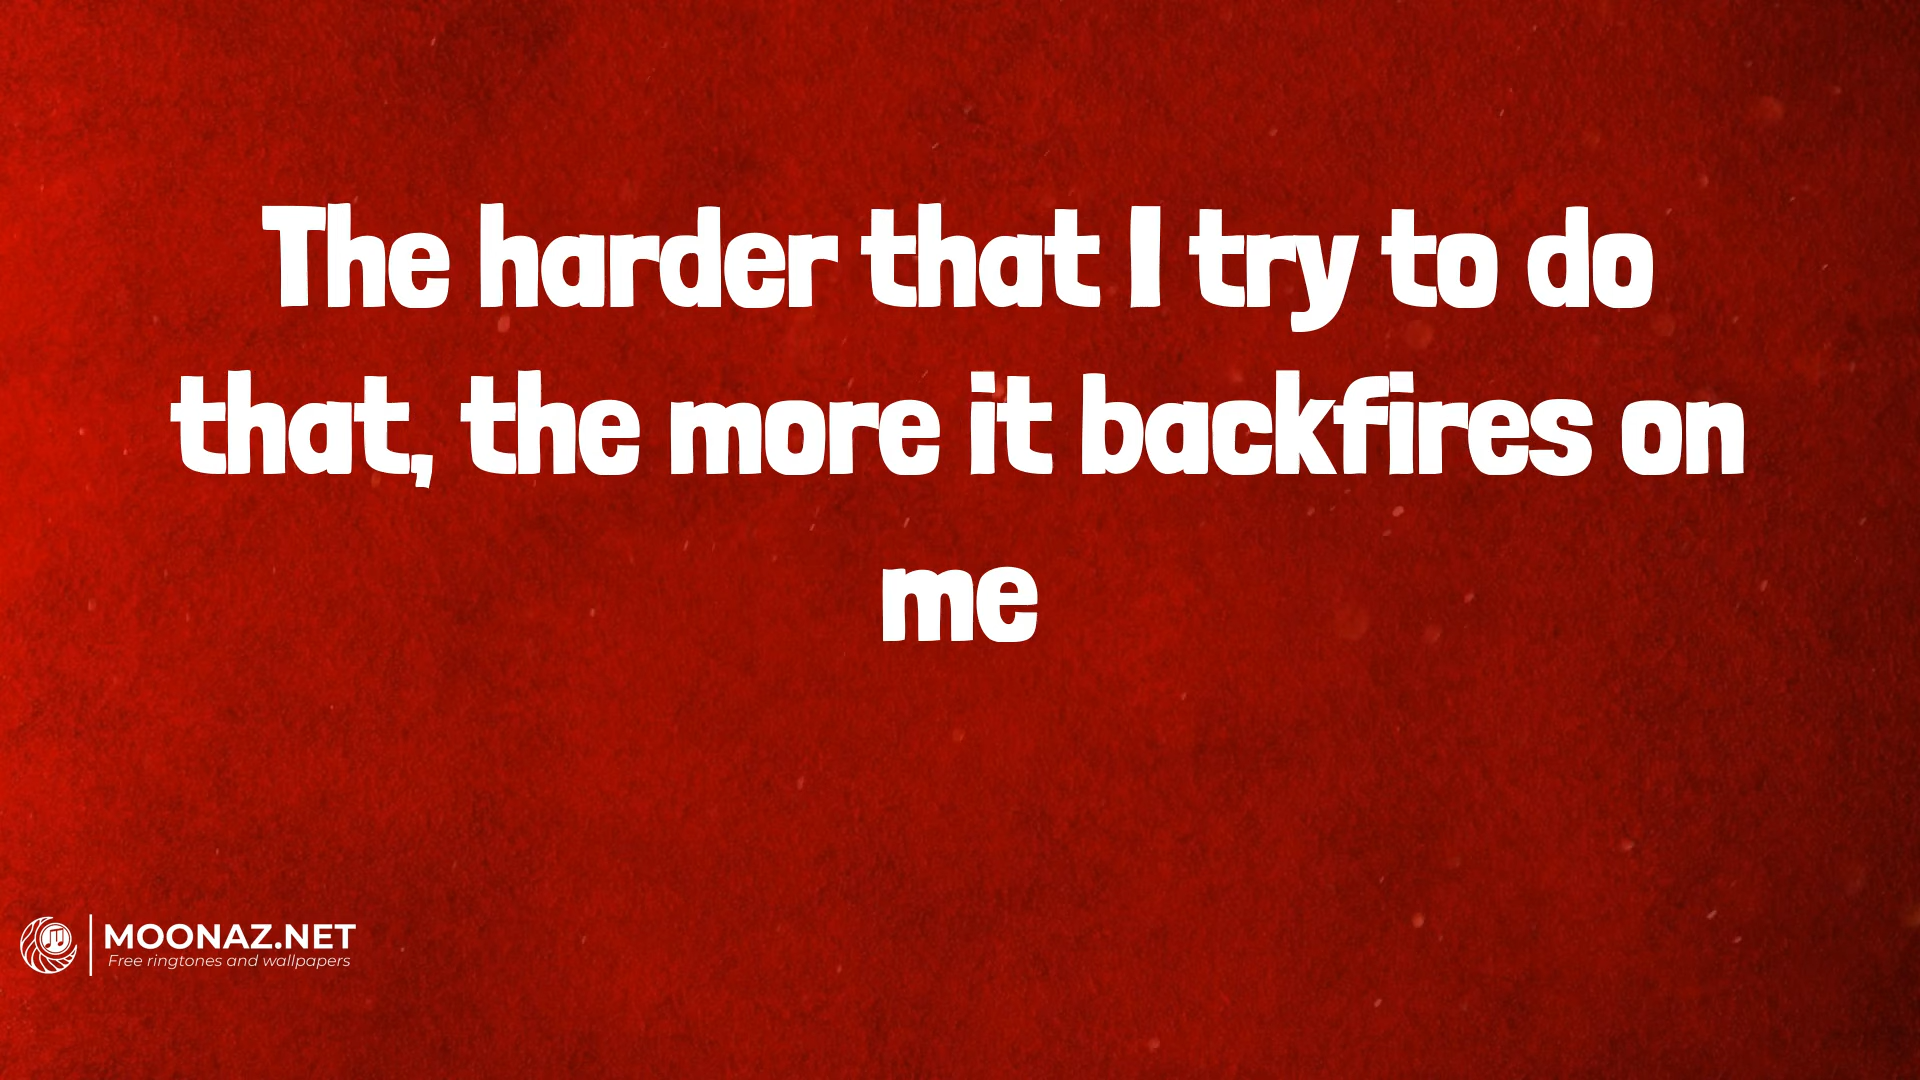 The harder that I try to do
that, the more it backfires on
me
MOONAZ.NET
Free ringtones and wallpapers